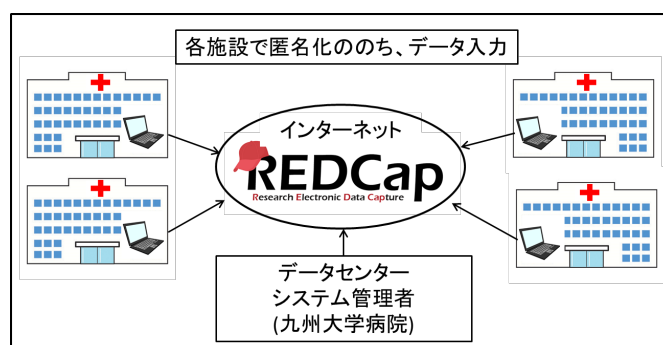 各施設で匿名化ののち、データ入力
インターネット
REDCap
Research Electronic Data Capture
データセンター
システム管理者
(九州大学病院)